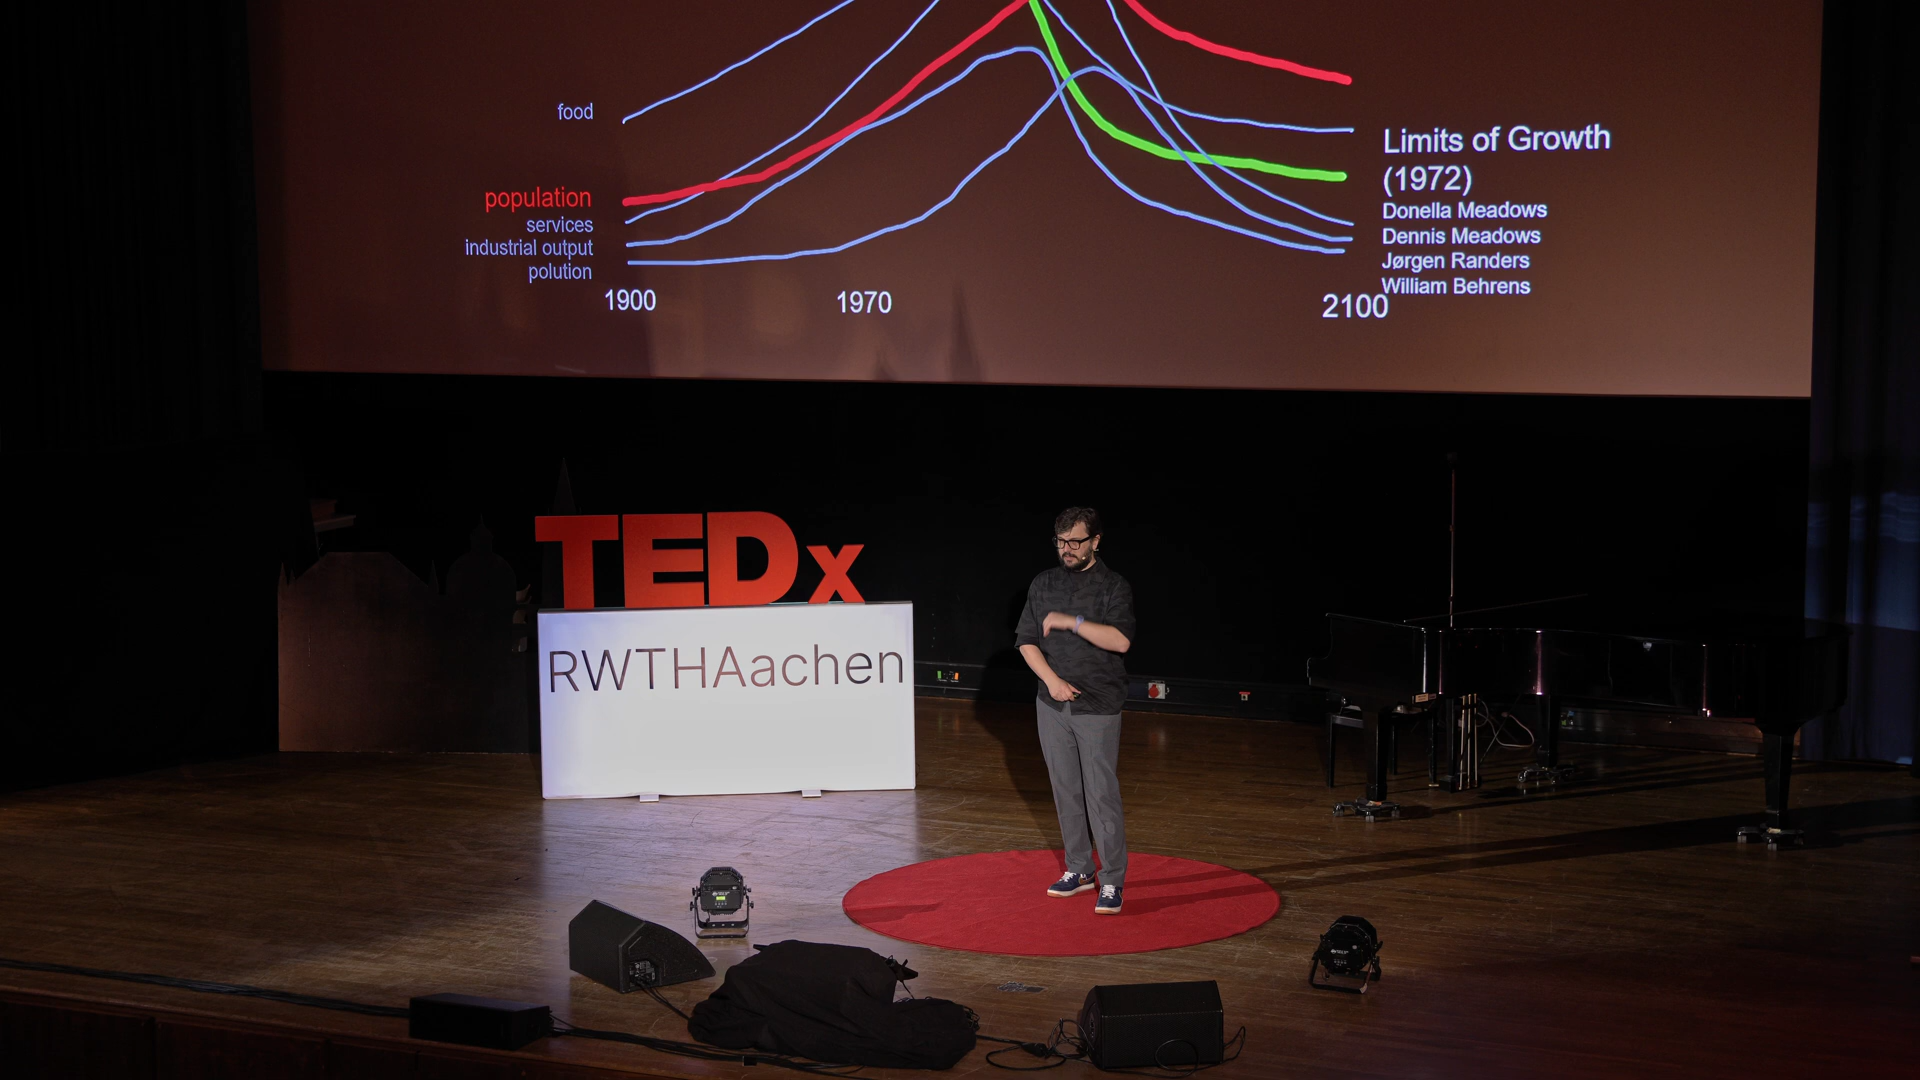 food
population
services
industrial output
polution
1900
1970
2100
Limits of Growth
(1972)
Donella Meadows
Dennis Meadows
Jørgen Randers
William Behrens
TEDx
RWTHAachen